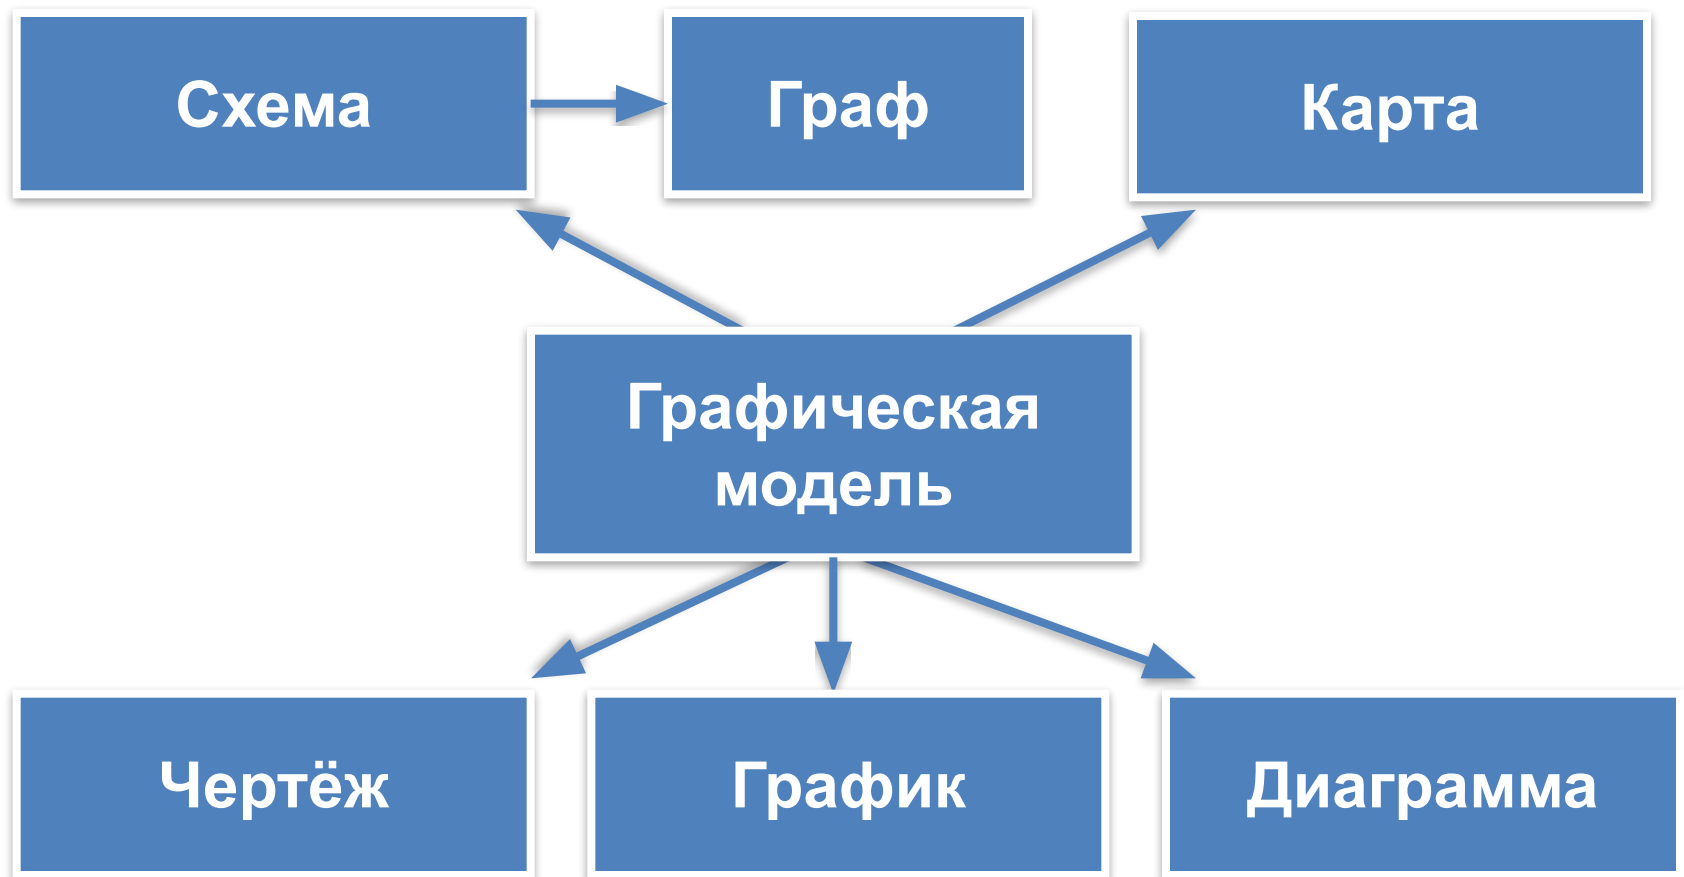 Схема
Граф
Карта
Графическая
модель
Чертёж
График
Диаграмма